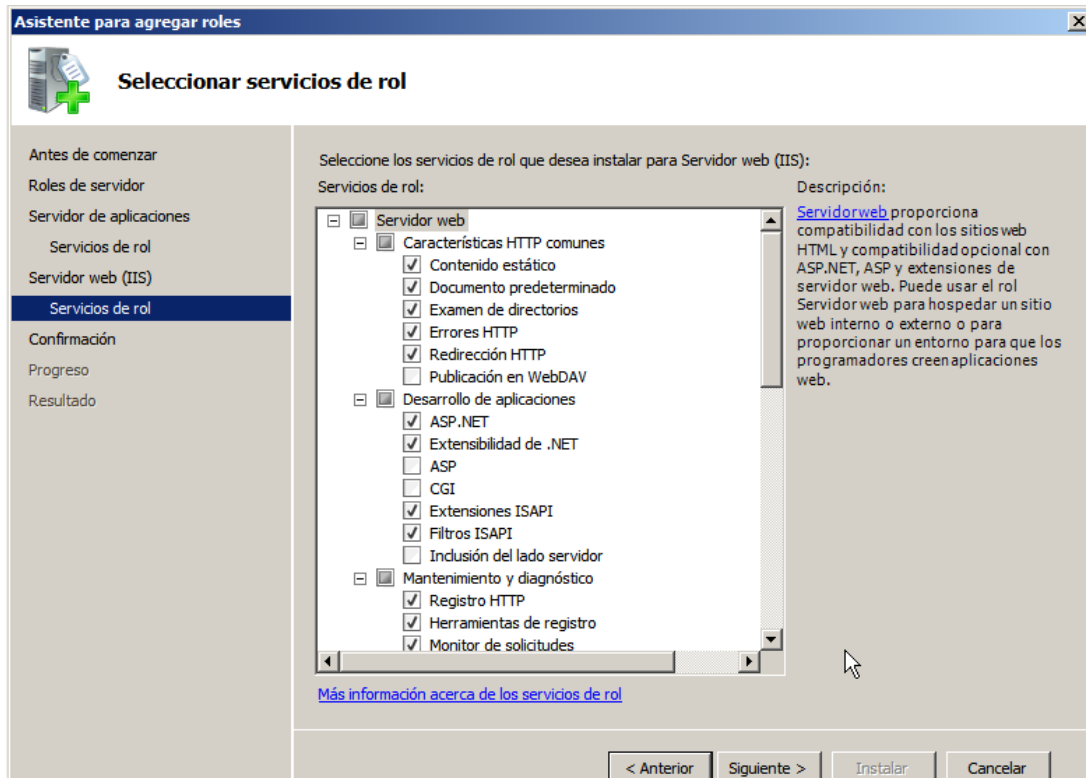 Asistente para agregar roles
Seleccionar servicios de rol
Antes de comenzar
Roles de servidor
Servidor de aplicaciones
Servicios de rol
Servidor web (IIS)
Servicios de rol
Confirmación
Progreso
Resultado
Seleccione los servicios de rol que desea instalar para Servidor web (IIS):
Servicios de rol:
Servidor web
Características HTTP comunes
Contenido estático
Documento predeterminado
Examen de directorios
Errores HTTP
Redirección HTTP
Publicación en WebDAV
Desarrollo de aplicaciones
ASP.NET
Extensibilidad de .NET
ASP
CGI
Extensiones ISAPI
Filtros ISAPI
Inclusión del lado servidor
Mantenimiento y diagnóstico
Registro HTTP
Herramientas de registro
Monitor de solicitudes
Más información acerca de los servicios de rol
Descripción:
Servidor web proporciona
compatibilidad con los sitios web
HTML y compatibilidad opcional con
ASP.NET, ASP y extensiones de
servidor web. Puede usar el rol
Servidor web para hospedar un sitio
web interno o externo o para
proporcionar un entorno para que los
programadores creen aplicaciones
web.
< Anterior
Siguiente >
Instalar
Cancelar